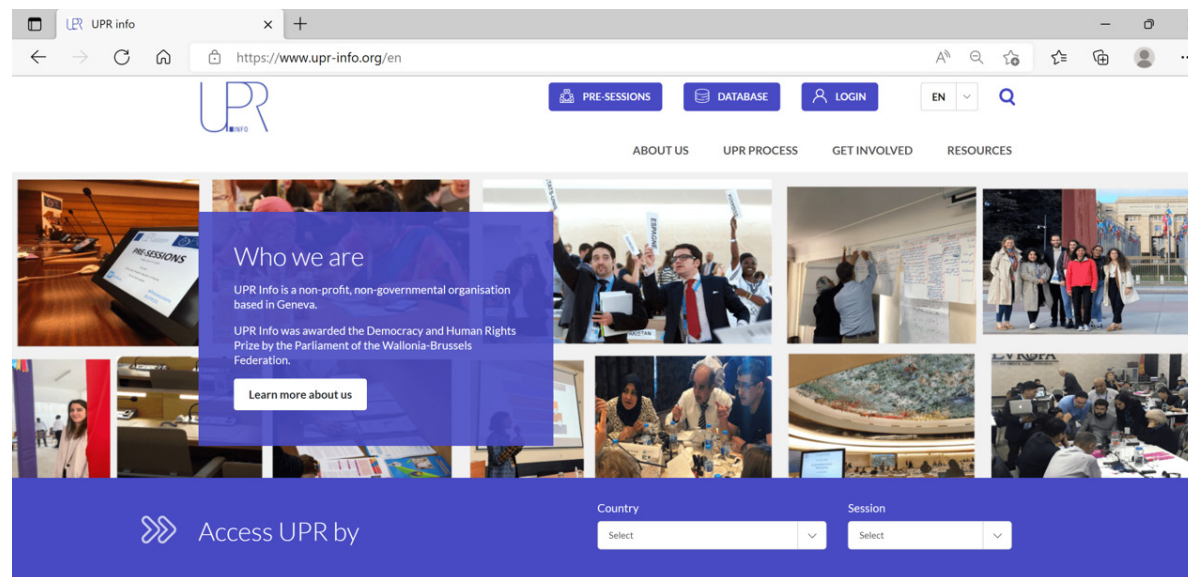 UPR UPR info
https://www.upr-info.org/en
UPR
INFO
PRE-SESSIONS
DATABASE
LOGIN
EN
ABOUT US
UPR PROCESS
GET INVOLVED
RESOURCES
PRE-SESSIONS
ESPAGNE
Who we are
UPR Info is a non-profit, non-governmental organisation
based in Geneva.
UPR Info was awarded the Democracy and Human Rights
Prize by the Parliament of the Wallonia-Brussels
Federation.
Learn more about us
Access UPR by
Country
Select
Session
Select